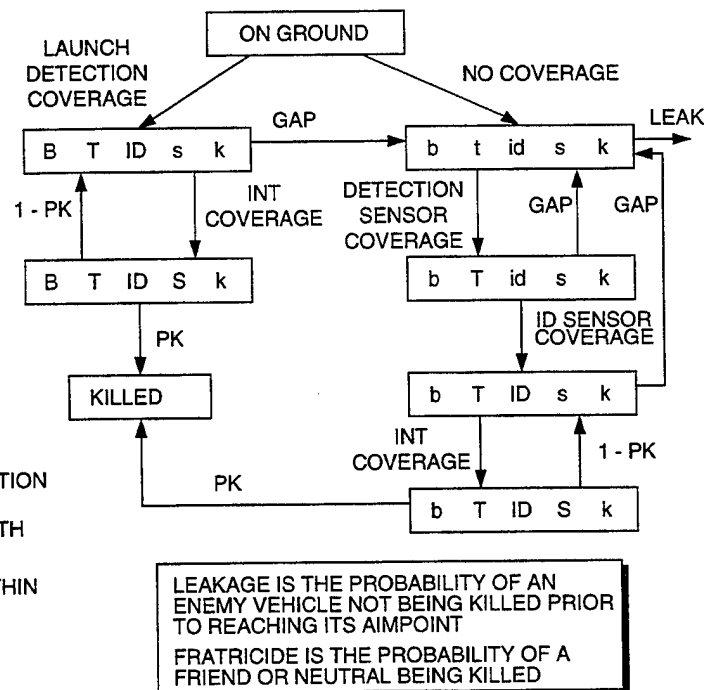 ON GROUND
LAUNCH
DETECTION
COVERAGE
NO COVERAGE
B T ID s k
GAP
b t id s k
LEAK
1 - PK
INT
COVERAGE
DETECTION
SENSOR
COVERAGE
GAP
GAP
B T ID S k
b T id s k
PK
ID SENSOR
COVERAGE
KILLED
b T ID s k
INT
COVERAGE
1 - PK
PK
b T ID S k
TION
TH
THIN
LEAKAGE IS THE PROBABILITY OF AN
ENEMY VEHICLE NOT BEING KILLED PRIOR
TO REACHING ITS AIMPOINT
FRATRICIDE IS THE PROBABILITY OF A
FRIEND OR NEUTRAL BEING KILLED